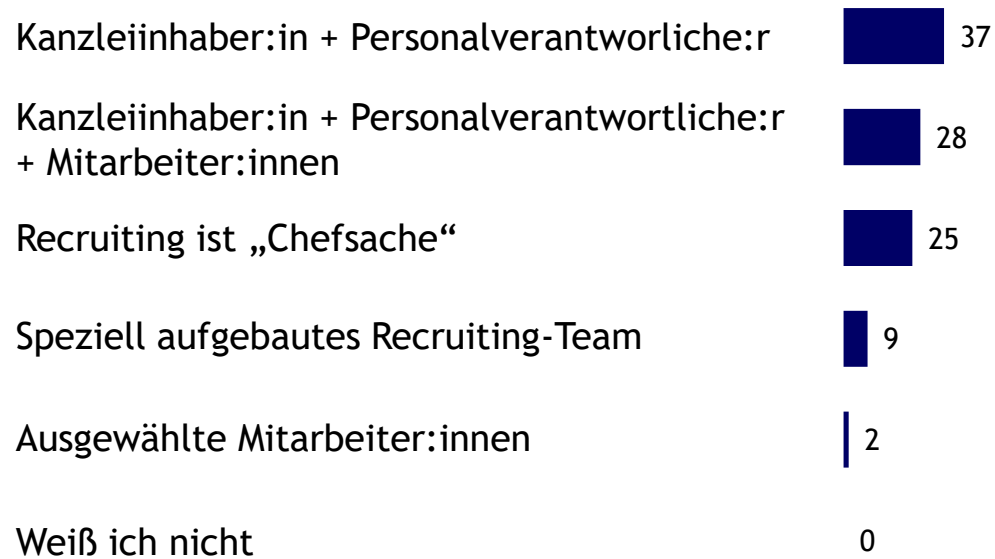 Kanzleiinhaber:in + Personalverantworliche:r 37
Kanzleiinhaber:in + Personalverantwortliche:r
+ Mitarbeiter:innen 28
Recruiting ist „Chefsache“ 25
Speziell aufgebautes Recruiting-Team 9
Ausgewählte Mitarbeiter:innen 2
Weiß ich nicht 0